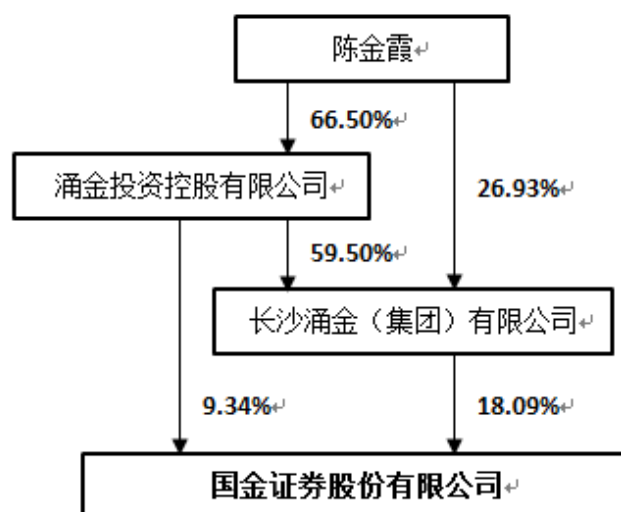 陈金霞
66.50%
涌金投资控股有限公司
26.93%
59.50%
长沙涌金（集团）有限公司
9.34%
18.09%
国金证券股份有限公司